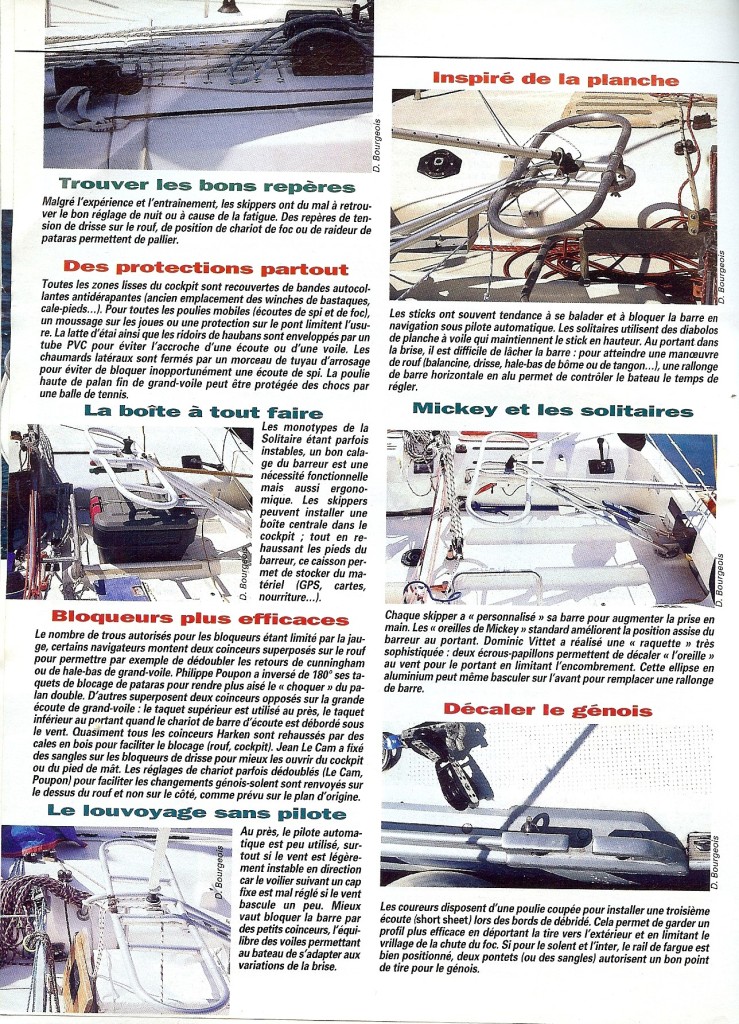 D. Bourgeois
Trouver les bons repères
Malgré l'expérience et l'entraînement, les skippers ont du mal à retrou-
ver le bon réglage de nuit ou à cause de la fatigue. Des repères de ten-
sion de drisse sur le rouf, de position de chariot de foc ou de raideur de
pataras permettent de pallier.
Des protections partout
Toutes les zones lisses du cockpit sont recouvertes de bandes autocol-
lantes antidérapantes (ancien emplacement des winches de bastaques,
cale-pieds...). Pour toutes les poulies mobiles (écoutes de spi et de foc),
un moussage sur les joues ou une protection sur le pont limitent l'usu-
re. La latte d'étai ainsi que les ridoirs de haubans sont enveloppés par un
tube PVC pour éviter l'accroche d'une écoute ou d'une voile. Les
chaumards latéraux sont fermés par un morceau de tuyau d'arrosage
pour éviter de bloquer inopportunément une écoute de spi. La poulie
haute de palan fin de grand-voile peut être protégée des chocs par
une balle de tennis.
La boîte à tout faire
D. Bourgeois
Les monotypes de la
Solitaire étant parfois
instables, un bon cala-
ge du barreur est une
nécessité fonctionnelle
mais aussi ergono-
mique. Les skippers
peuvent installer une
boîte centrale dans le
cockpit ; tout en re-
haussant les pieds du
barreur, ce caisson per-
met de stocker du ma-
tériel (GPS, cartes,
nourriture...).
Bloqueurs plus efficaces
Le nombre de trous autorisés pour les bloqueurs étant limité par la jau-
ge, certains navigateurs montent deux coinceurs superposés sur le rouf
pour permettre par exemple de dédoubler les retours de cunningham
ou de hale-bas de grand-voile. Philippe Poupon a inversé de 180° ses ta-
quets de blocage de pataras pour rendre plus aisé le « choquer » du pa-
lan double. D'autres superposent deux coinceurs opposés sur la grande
écoute de grand-voile : le taquet supérieur est utilisé au près, le taquet
inférieur au portant quand le chariot de barre d'écoute est débordé sous
le vent. Quasiment tous les coinceurs Harken sont rehaussés par des
cales en bois pour faciliter le blocage (rouf, cockpit). Jean Le Cam a fixé
des sangles sur les bloqueurs de drisse pour mieux les ouvrir du cockpit
ou du pied de mât. Les réglages de chariot parfois dédoublés (Le Cam,
Poupon) pour faciliter les changements génois-solent sont renvoyés sur
le dessus du rouf et non sur le côté, comme prévu sur le plan d'origine.
Le louvoyage sans pilote
D. Bourgeois
Au près, le pilote automa-
tique est peu utilisé, sur-
tout si le vent est légère-
ment instable en direction
car le voilier suivant un cap
fixe est mal réglé si le vent
bascule un peu. Mieux
vaut bloquer la barre par
des petits coinceurs, l'équi-
libre des voiles permettant
au bateau de s'adapter aux
variations de la brise.
Inspiré de la planche
D. Bourgeois
Les sticks ont souvent tendance à se balader et à bloquer la barre en
navigation sous pilote automatique. Les solitaires utilisent des diabolos
de planche à voile qui maintiennent le stick en hauteur. Au portant dans
la brise, il est difficile de lâcher la barre : pour atteindre une manœuvre
de rouf (balancine, drisse, hale-bas de bôme ou de tangon...), une rallonge
de barre horizontale en alu permet de contrôler le bateau le temps de
régler.
Mickey et les solitaires
D. Bourgeois
Chaque skipper a « personnalisé » sa barre pour augmenter la prise en
main. Les « oreilles de Mickey » standard améliorent la position assise du
barreur au portant. Dominic Vittet a réalisé une « raquette » très
sophistiquée : deux écrous-papillons permettent de décaler « l'oreille »
au vent pour le portant en limitant l'encombrement. Cette ellipse en
aluminium peut même basculer sur l'avant pour remplacer une rallonge
de barre.
Décaler le génois
D. Bourgeois
Les coureurs disposent d'une poulie coupée pour installer une troisième
écoute (short sheet) lors des bords de débridé. Cela permet de garder un
profil plus efficace en déportant la tire vers l'extérieur et en limitant le
vrillage de la chute du foc. Si pour le solent et l'inter, le rail de fargue est
bien positionné, deux pontets (ou des sangles) autorisent un bon point
de tire pour le génois.